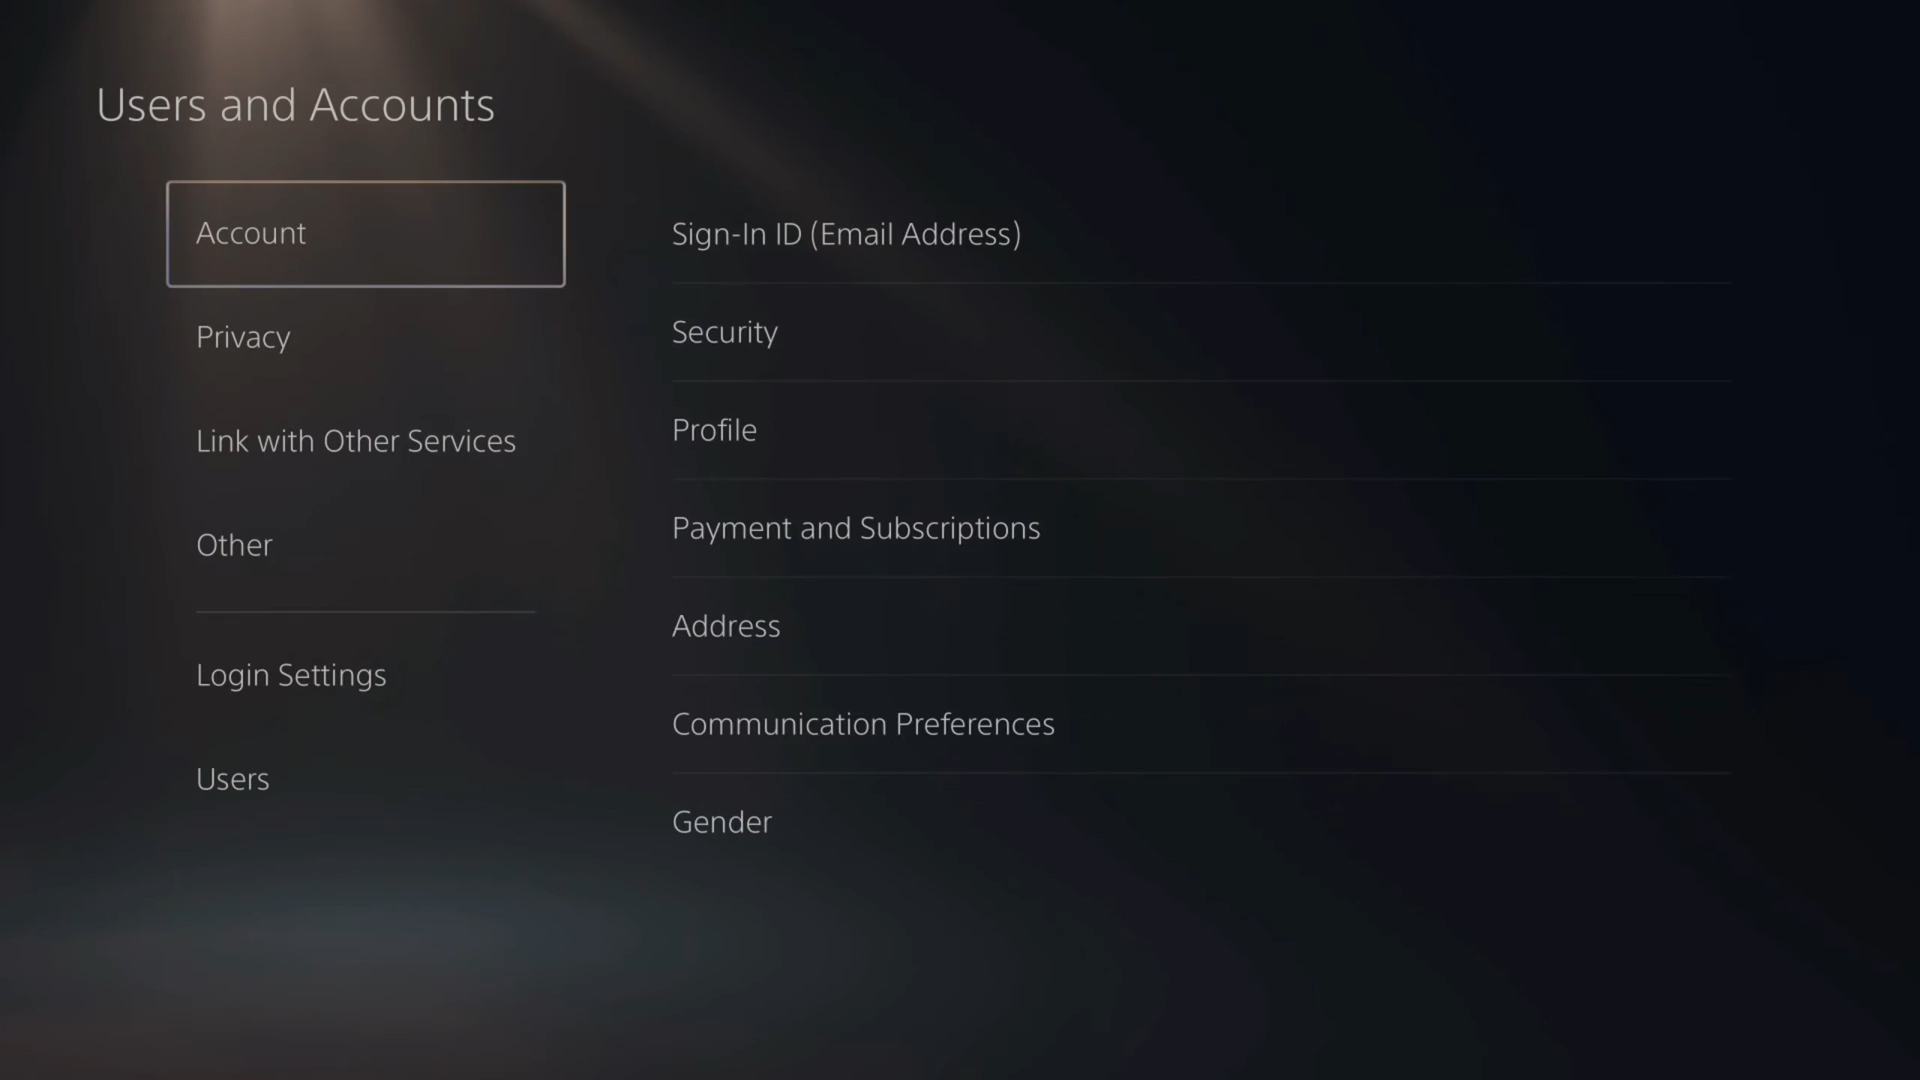 Users and Accounts
Account
Privacy
Link with Other Services
Other
Login Settings
Users
Sign-In ID (Email Address)
Security
Profile
Payment and Subscriptions
Address
Communication Preferences
Gender